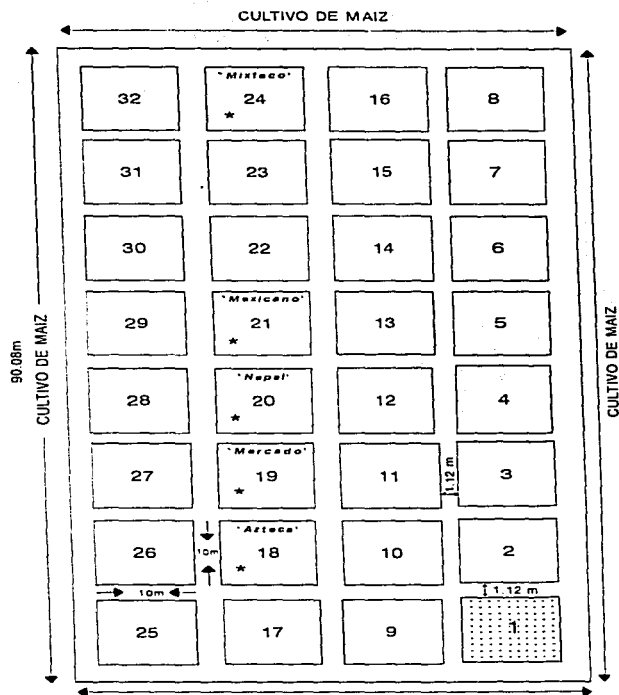 CULTIVO DE MAIZ
32 "Mixteco" 24 * 16 8
31 23 15 7
30 22 14 6
29 "Mexicano" 21 * 13 5
90.08m
CULTIVO DE MAIZ
CULTIVO DE MAIZ
28 "Nepal" 20 * 12 4
27 "Mercado" 19 * 11 1.12 m 3
26 10m "Azteca" 18 * 10 2
10m 1.12 m
25 17 9 1